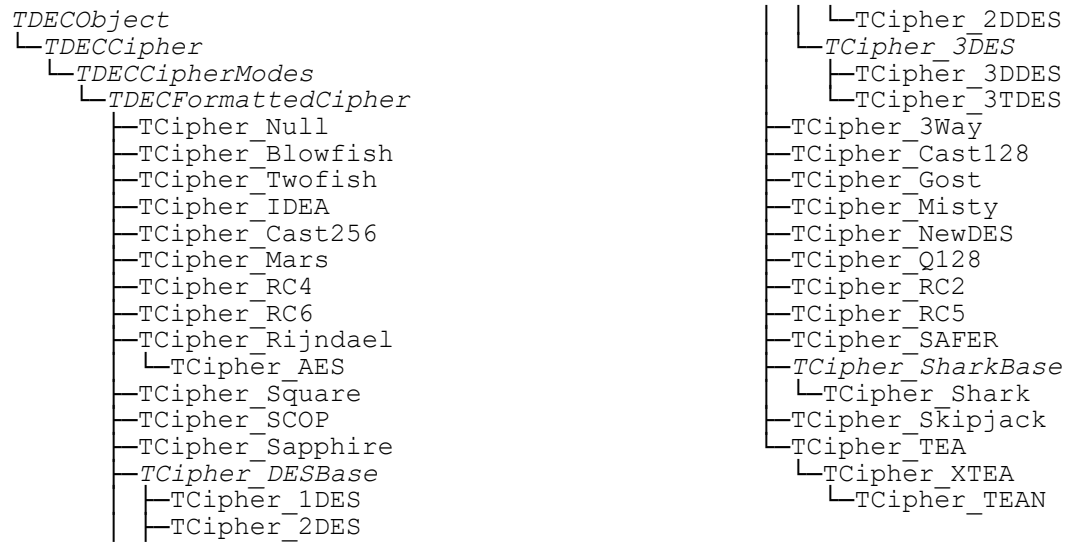 TDECObject
└─TDECCipher
  └─TDECCipherModes
    └─TDECFormattedCipher
      ├─TCipher_Null
      ├─TCipher_Blowfish
      ├─TCipher_Twofish
      ├─TCipher_IDEA
      ├─TCipher_Cast256
      ├─TCipher_Mars
      ├─TCipher_RC4
      ├─TCipher_RC6
      ├─TCipher_Rijndael
      │ └─TCipher_AES
      ├─TCipher_Square
      ├─TCipher_SCOP
      ├─TCipher_Sapphire
      ├─TCipher_DESBase
      │ ├─TCipher_1DES
      │ ├─TCipher_2DES
      │ │ └─TCipher_2DDES
      │ └─TCipher_3DES
      │   ├─TCipher_3DDES
      │   └─TCipher_3TDES
      ├─TCipher_3Way
      ├─TCipher_Cast128
      ├─TCipher_Gost
      ├─TCipher_Misty
      ├─TCipher_NewDES
      ├─TCipher_Q128
      ├─TCipher_RC2
      ├─TCipher_RC5
      ├─TCipher_SAFER
      ├─TCipher_SharkBase
      │ └─TCipher_Shark
      ├─TCipher_Skipjack
      └─TCipher_TEA
        └─TCipher_XTEA
          └─TCipher_TEAN